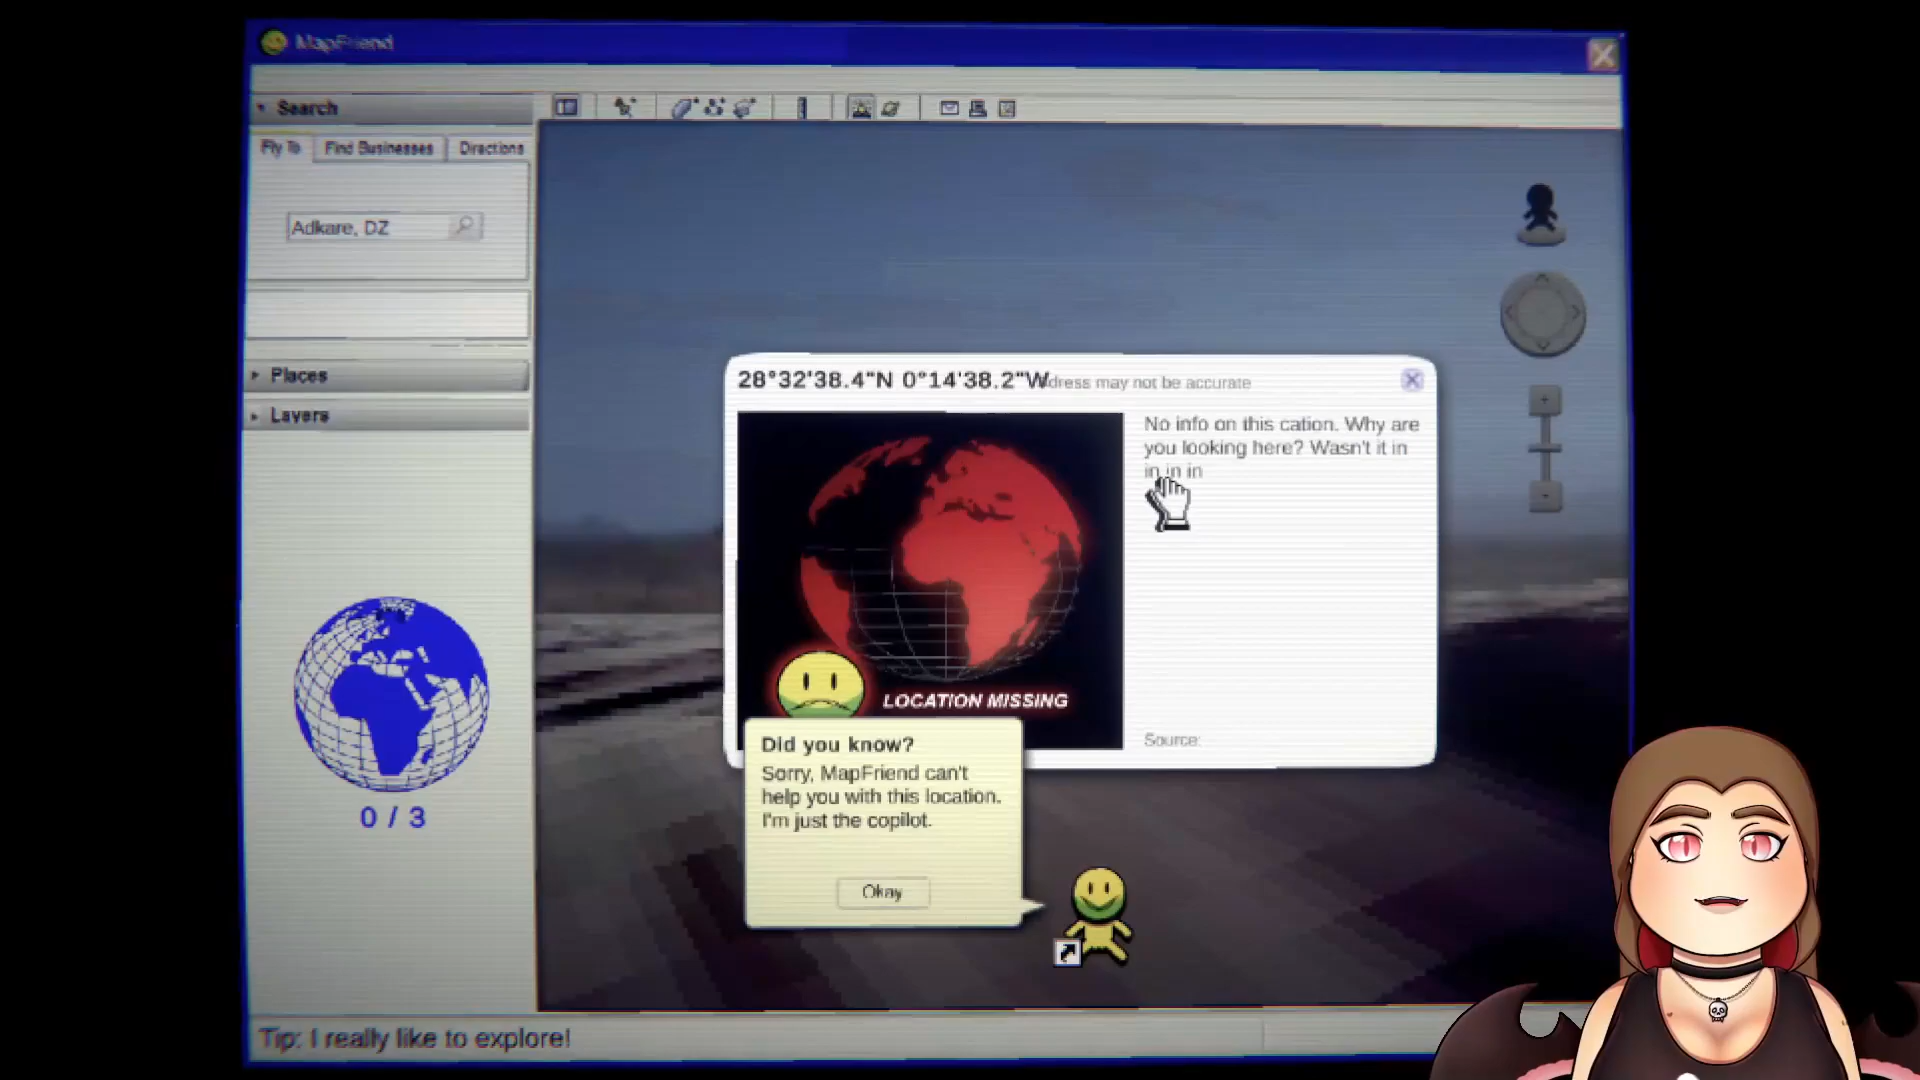 MapFriend
Search
Fly To
Find Businesses
Directions
Adkare, DZ
Places
Layers
0 / 3
28°32'38.4"N 0°14'38.2"W
dress may not be accurate
No info on this cation. Why are
you looking here? Wasn't it in
in in in
LOCATION MISSING
Source:
Did you know?
Sorry, MapFriend can't
help you with this location.
I'm just the copilot.
Okay
Tip: I really like to explore!